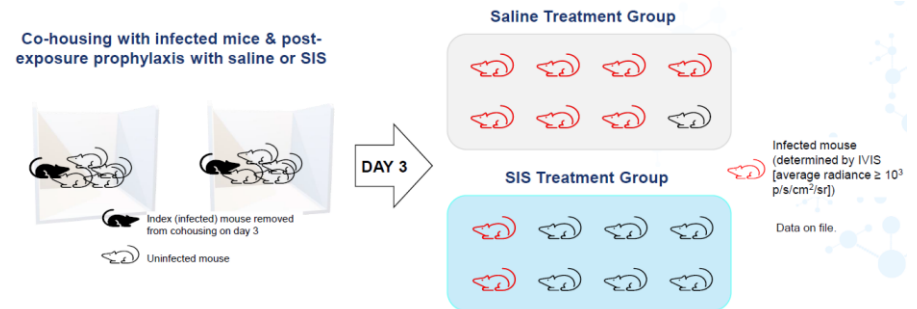 Co-housing with infected mice & post-
exposure prophylaxis with saline or SIS
Index (infected) mouse removed
from cohousing on day 3
Uninfected mouse
DAY 3
Saline Treatment Group
SIS Treatment Group
Infected mouse
(determined by IVIS
[average radiance ≥ 10³
p/s/cm²/sr])
Data on file.